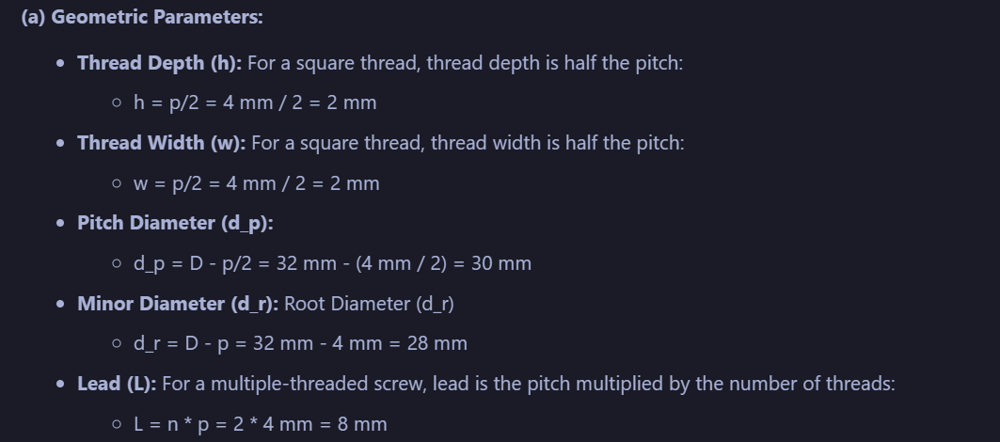 (a) Geometric Parameters:
• Thread Depth (h): For a square thread, thread depth is half the pitch:
○ h = p/2 = 4 mm / 2 = 2 mm
• Thread Width (w): For a square thread, thread width is half the pitch:
○ w = p/2 = 4 mm / 2 = 2 mm
• Pitch Diameter (d_p):
○ d_p = D - p/2 = 32 mm - (4 mm / 2) = 30 mm
• Minor Diameter (d_r): Root Diameter (d_r)
○ d_r = D - p = 32 mm - 4 mm = 28 mm
• Lead (L): For a multiple-threaded screw, lead is the pitch multiplied by the number of threads:
○ L = n * p = 2 * 4 mm = 8 mm